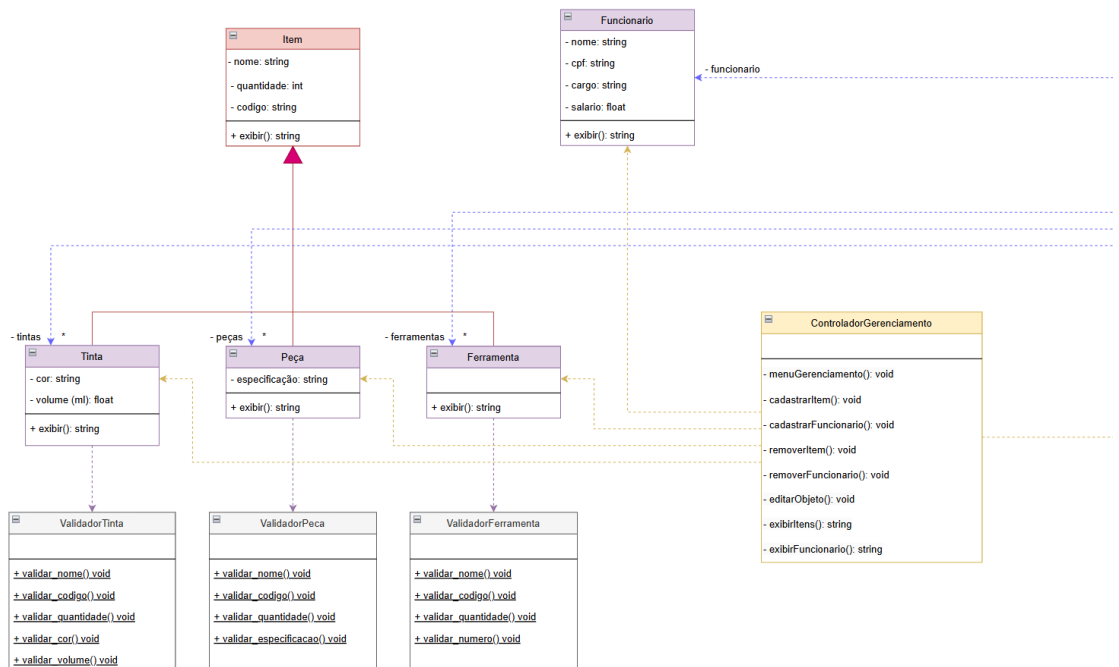 Item
- nome: string
- quantidade: int
- codigo: string
+ exibir(): string
Funcionario
- nome: string
- cpf: string
- cargo: string
- salario: float
+ exibir(): string
- funcionario
- tintas *
- peças *
- ferramentas *
Tinta
- cor: string
- volume (ml): float
+ exibir(): string
Peça
- especificação: string
+ exibir(): string
Ferramenta
+ exibir(): string
ControladorGerenciamento
- menuGerenciamento(): void
- cadastrarItem(): void
- cadastrarFuncionario(): void
- removerItem(): void
- removerFuncionario(): void
- editarObjeto(): void
- exibirItens(): string
- exibirFuncionario(): string
ValidadorTinta
+ validar_nome() void
+ validar_codigo() void
+ validar_quantidade() void
+ validar_cor() void
+ validar_volume() void
ValidadorPeca
+ validar_nome() void
+ validar_codigo() void
+ validar_quantidade() void
+ validar_especificacao() void
ValidadorFerramenta
+ validar_nome() void
+ validar_codigo() void
+ validar_quantidade() void
+ validar_numero() void